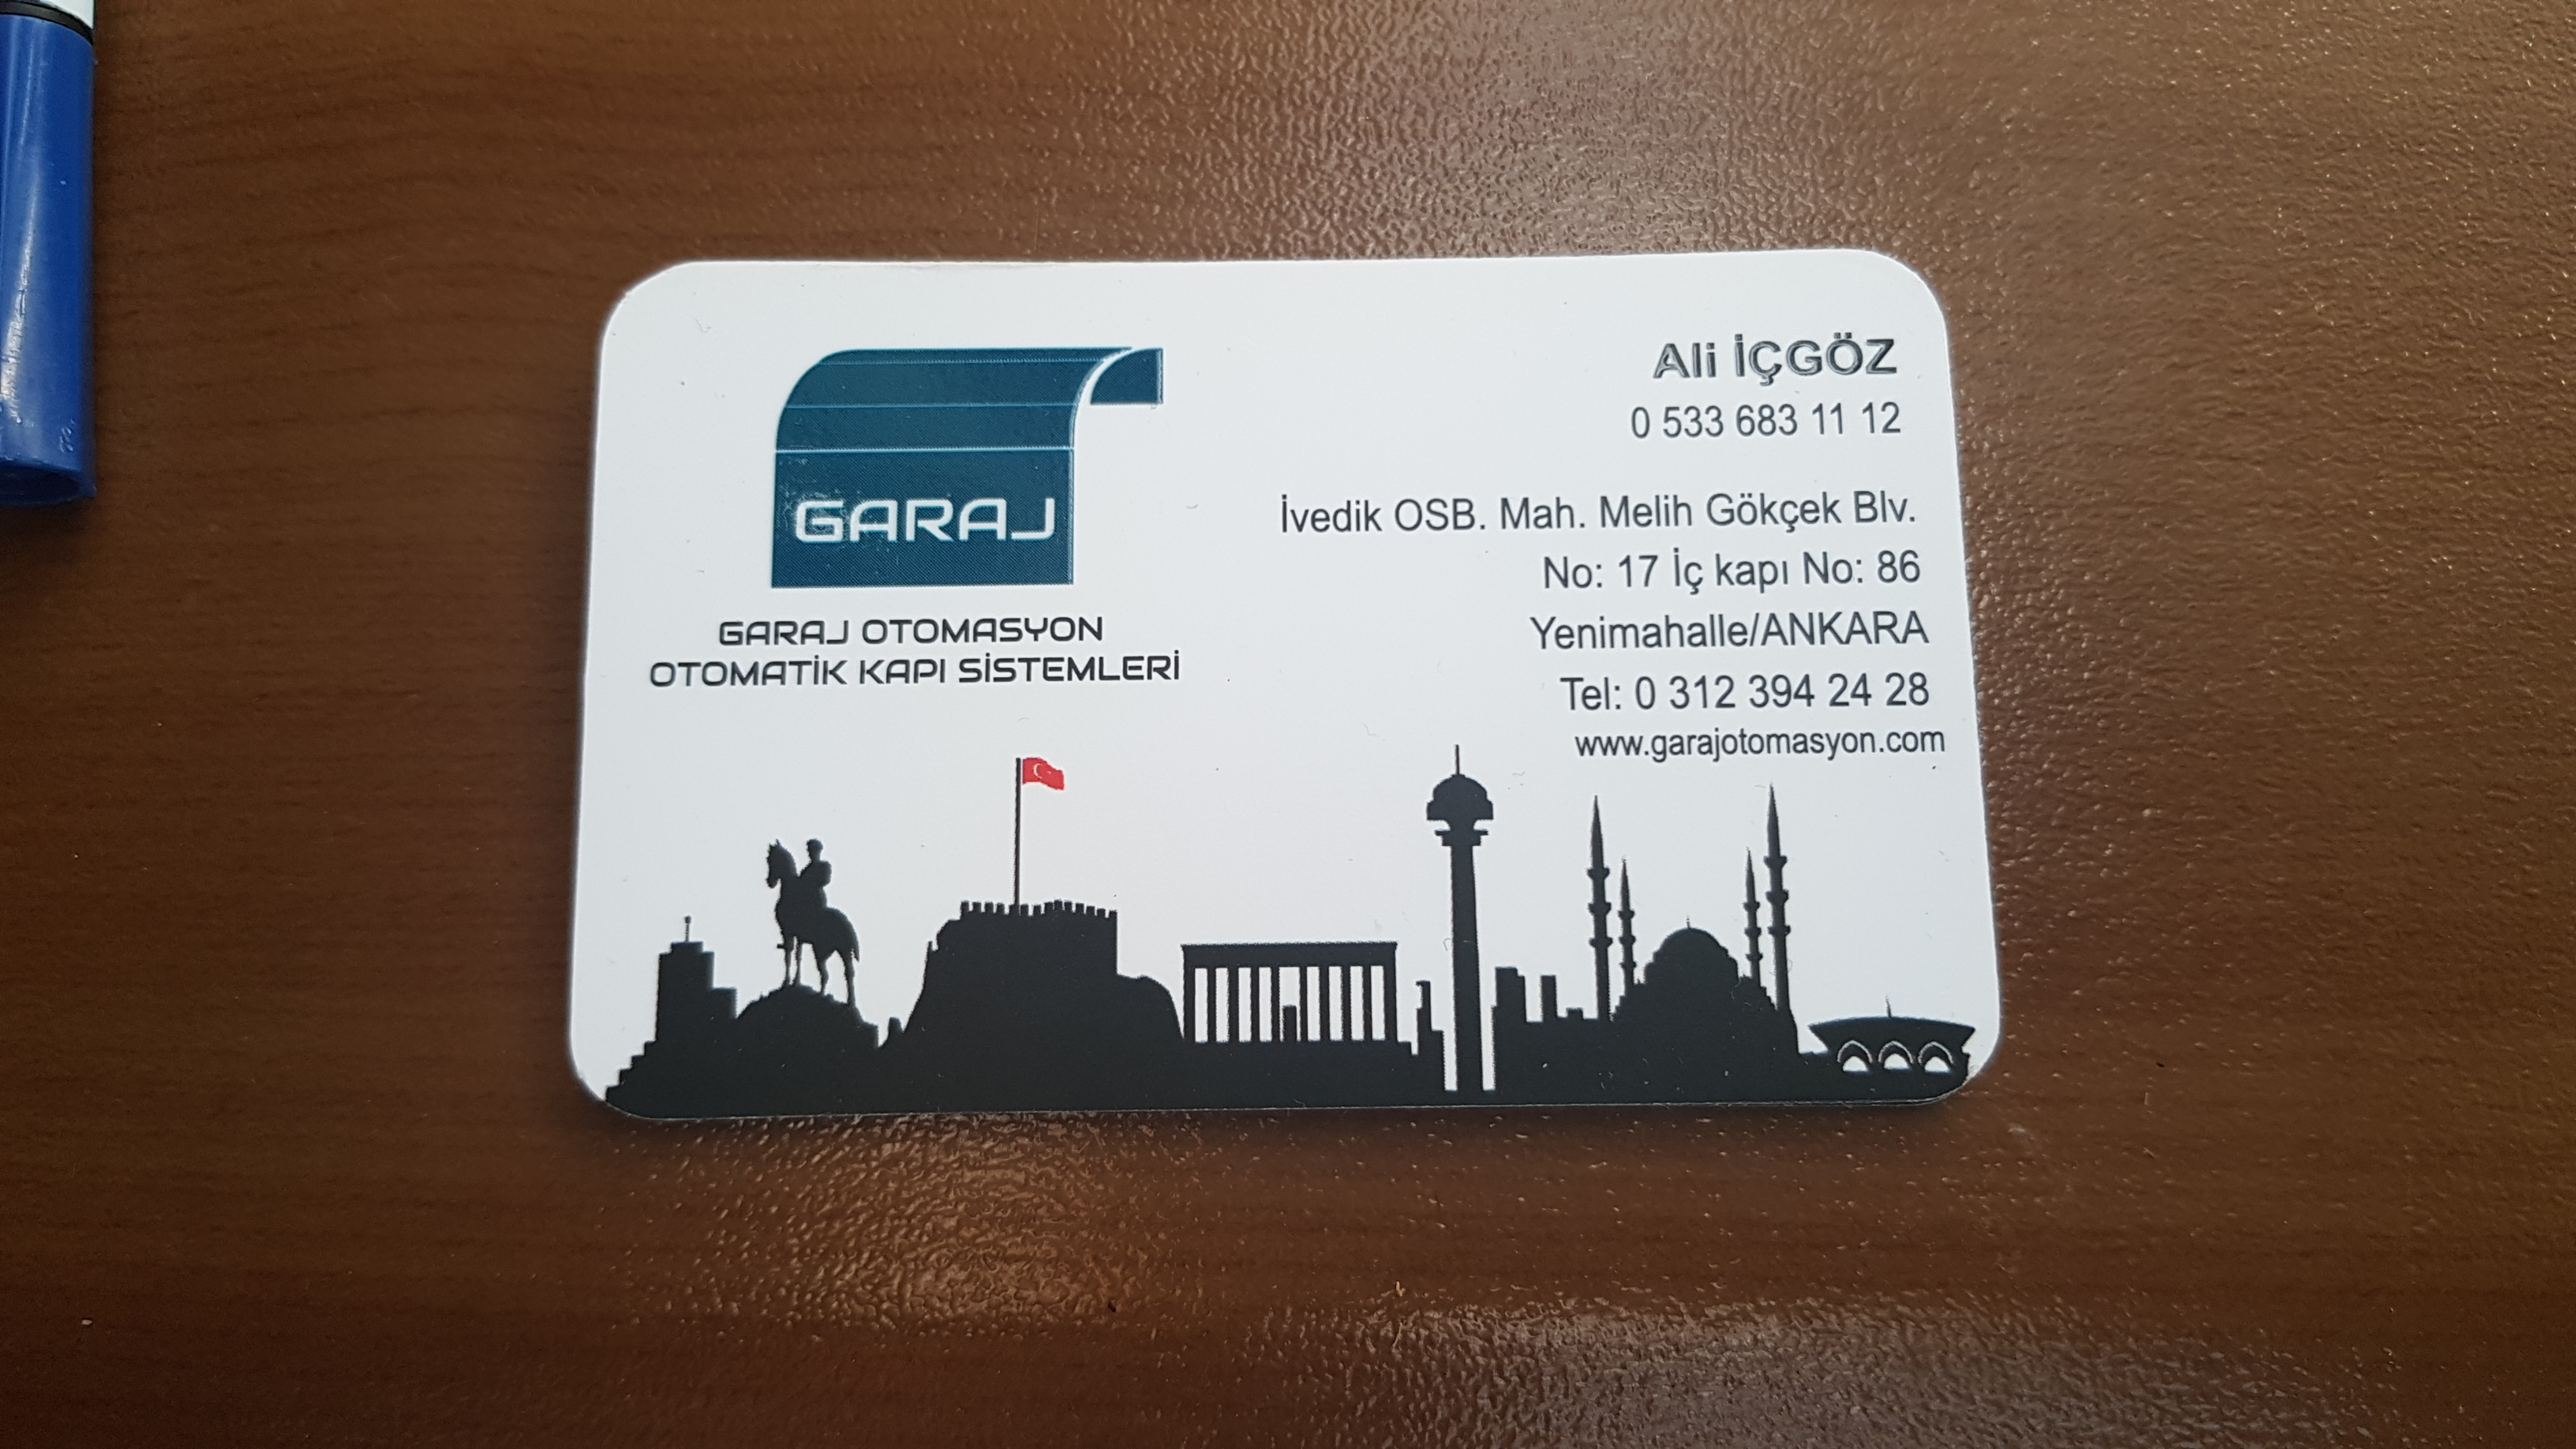 GARAJ
GARAJ OTOMASYON
OTOMATİK KAPI SİSTEMLERİ
Ali İÇGÖZ
0 533 683 11 12
İvedik OSB. Mah. Melih Gökçek Blv.
No: 17 İç kapı No: 86
Yenimahalle/ANKARA
Tel: 0 312 394 24 28
www.garajotomasyon.com